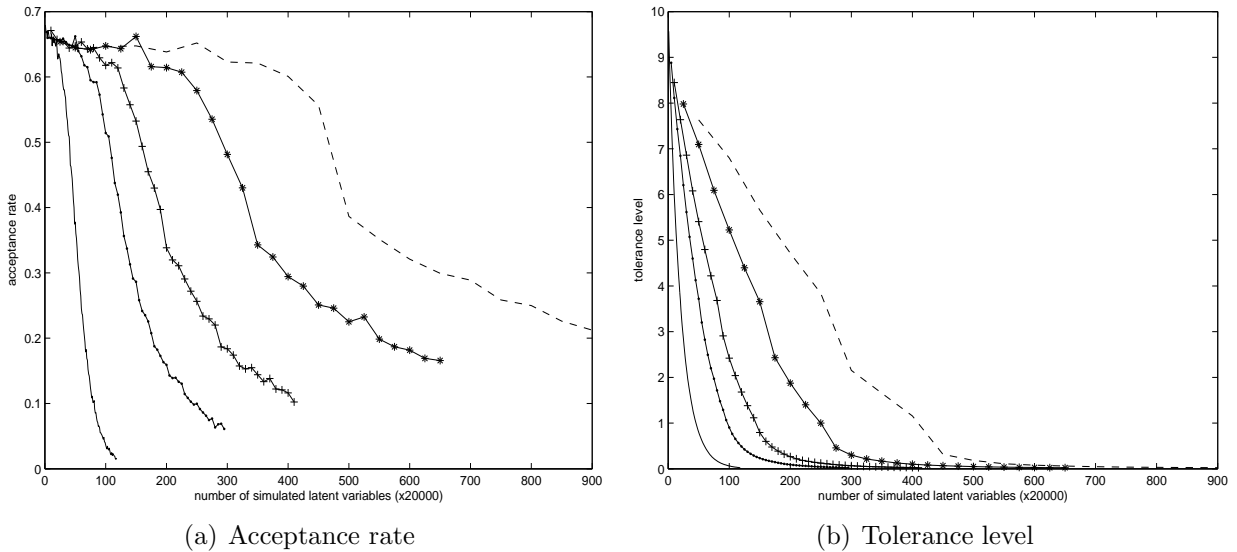 0.7
0.6
0.5
0.4
0.3
0.2
0.1
0
acceptance rate
0 100 200 300 400 500 600 700 800 900
number of simulated latent variables (x20000)
(a) Acceptance rate
10
9
8
7
6
5
4
3
2
1
0
tolerance level
0 100 200 300 400 500 600 700 800 900
number of simulated latent variables (x20000)
(b) Tolerance level